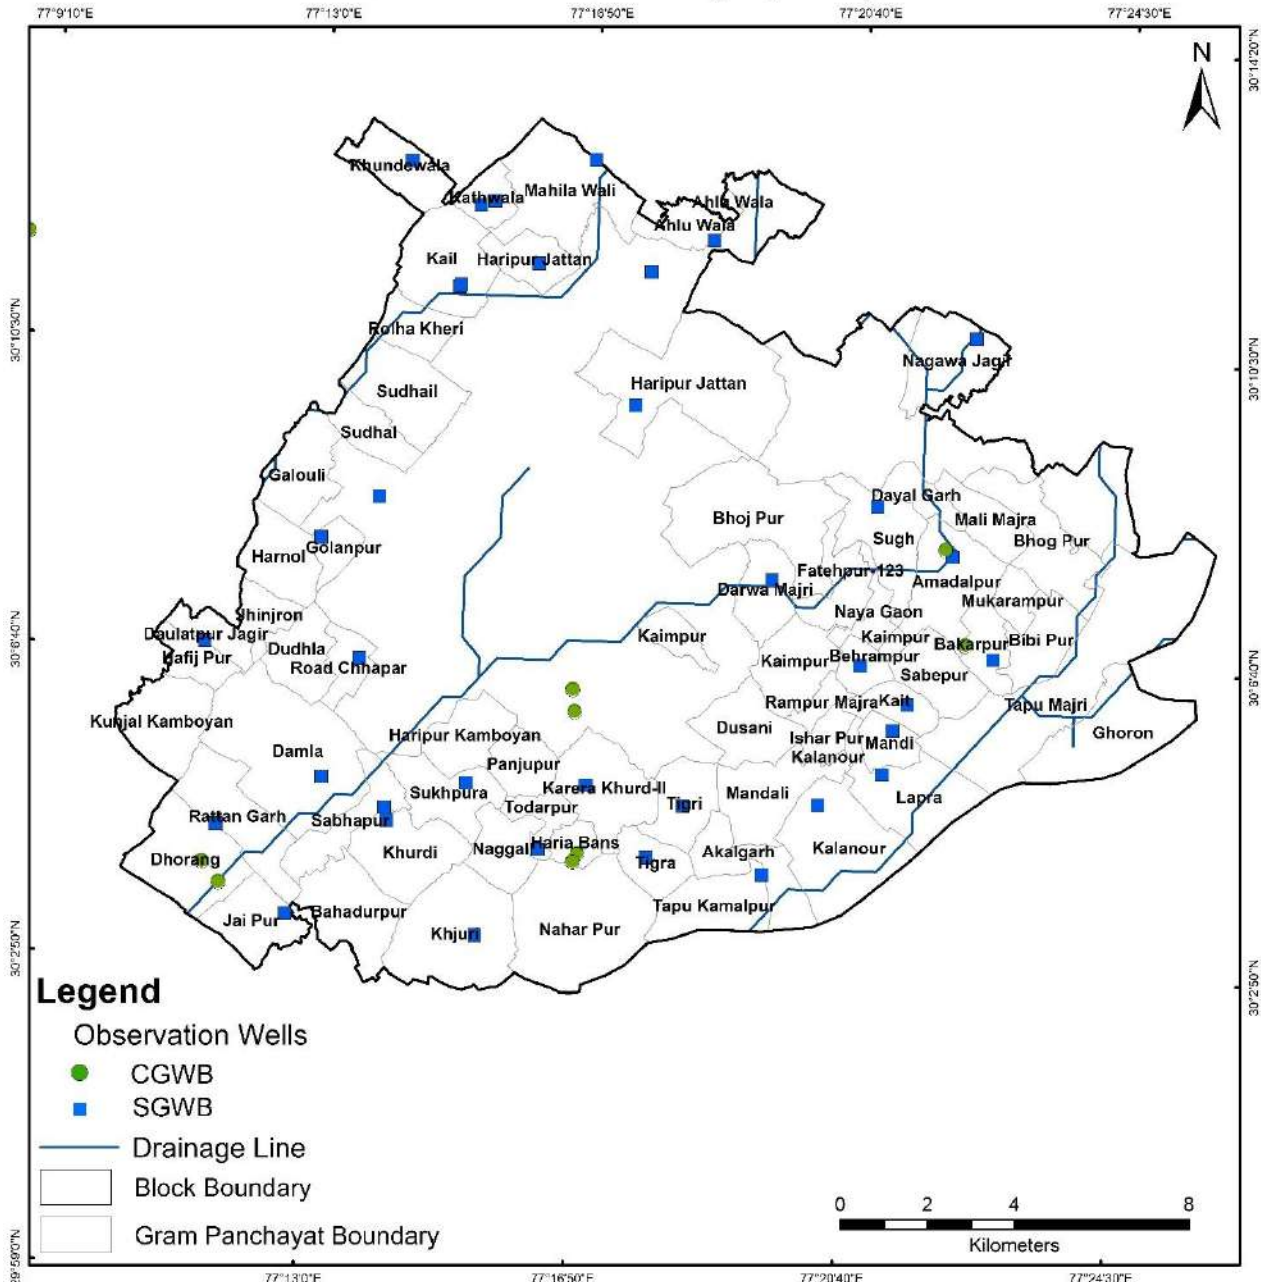 77°9'10"E 77°13'0"E 77°16'50"E 77°20'40"E 77°24'30"E
30°14'20"N
N
Khundewala
Kathwala
Mahila Wali
Ahlu Wala
Ahlu Wala
Kail
Haripur Jattan
30°10'30"N
Rolha Kheri
30°10'30"N
Nagawa Jagir
Sudhail
Haripur Jattan
Sudhal
Galouli
Dayal Garh
Bhoj Pur
Mali Majra
Sugh
Bhog Pur
Golanpur
Harnol
Fatehpur-123
Amadalpur
Darwa Majri
Mukarampur
Jhinjron
Naya Gaon
Daulatpur Jagir
Kaimpur
Kaimpur
Bakarpur
Bibi Pur
30°6'40"N
Dudhla
Hafij Pur
Road Chhapar
Kaimpur
Behrampur
Sabepur
30°6'40"N
Rampur Majra
Kait
Tapu Majri
Kunjal Kamboyan
Dusani
Ghoron
Haripur Kamboyan
Ishar Pur
Mandi
Damla
Kalanour
Panjupur
Karera Khurd-II
Sukhpura
Mandali
Lapra
Todarpur
Tigri
Rattan Garh
Sabhapur
Haria Bans
Naggal
Khurdi
Akalgarh
Kalanour
Dhorang
Tigra
Tapu Kamalpur
Bahadurpur
Jai Pur
Nahar Pur
Khjuri
30°2'50"N
30°2'50"N
Legend
Observation Wells
CGWB
SGWB
Drainage Line
Block Boundary
Gram Panchayat Boundary
0 2 4 8
Kilometers
29°59'0"N
77°13'0"E 77°16'50"E 77°20'40"E 77°24'30"E